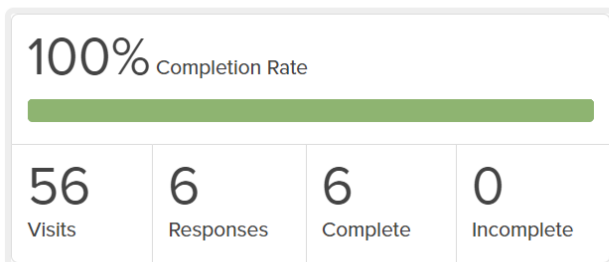 100% Completion Rate
56 6 6 0
Visits Responses Complete Incomplete